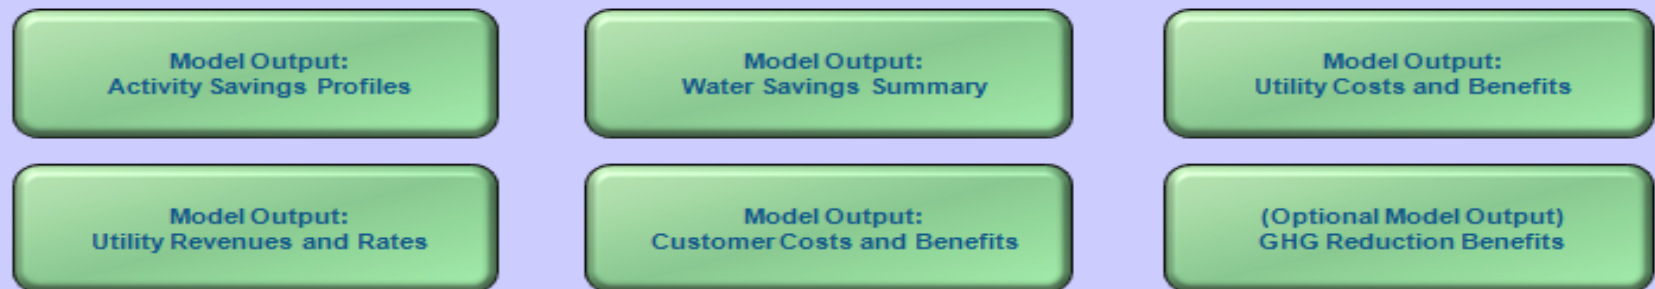 Model Output:
Activity Savings Profiles
Model Output:
Water Savings Summary
Model Output:
Utility Costs and Benefits
Model Output:
Utility Revenues and Rates
Model Output:
Customer Costs and Benefits
(Optional Model Output)
GHG Reduction Benefits